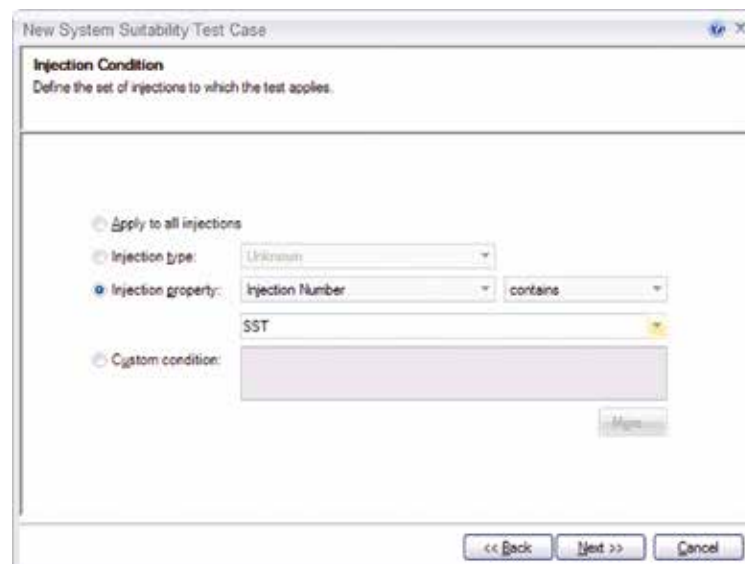 New System Suitability Test Case
Injection Condition
Define the set of injections to which the test applies.
Apply to all injections
Injection type: Unknown
Injection property: Injection Number contains
SST
Custom condition:
More...
<< Back Next >> Cancel